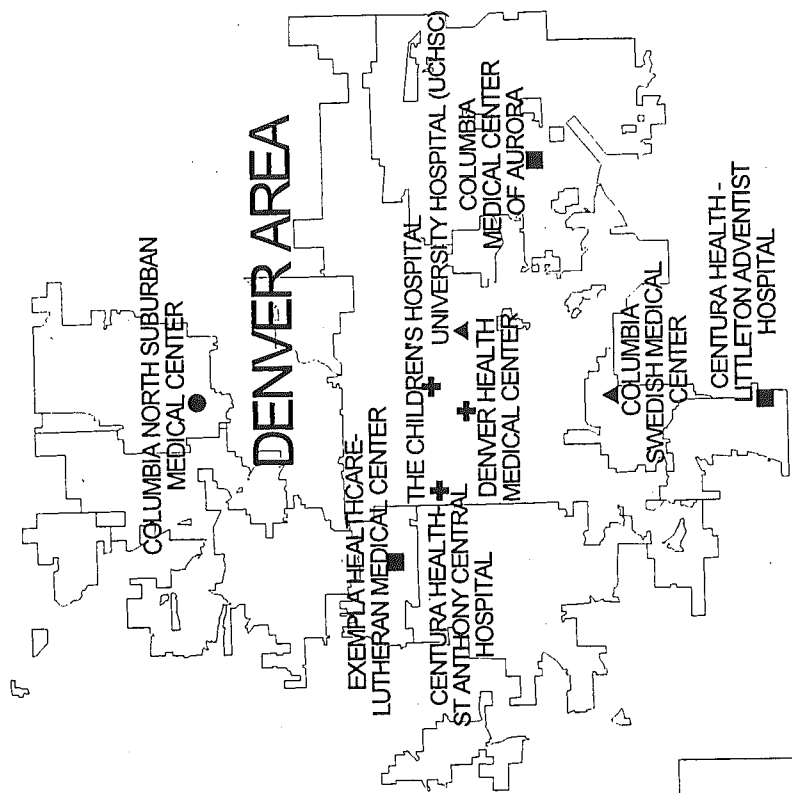 COLUMBIA NORTH SUBURBAN
MEDICAL CENTER
DENVER AREA
EXEMPLA HEALTHCARE-
LUTHERAN MEDICAL CENTER
THE CHILDREN'S HOSPITAL
UNIVERSITY HOSPITAL (UCHSC)
CENTURA HEALTH-
ST ANTHONY CENTRAL
HOSPITAL
DENVER HEALTH
MEDICAL CENTER
COLUMBIA
MEDICAL CENTER
OF AURORA
COLUMBIA
SWEDISH MEDICAL
CENTER
CENTURA HEALTH -
LITTLETON ADVENTIST
HOSPITAL